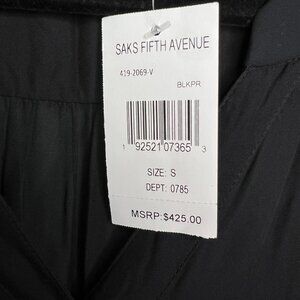 SAKS FIFTH AVENUE
419-2069-V
BLKPR
1 92521 07365 3
SIZE: S
DEPT: 0785
MSRP:$425.00